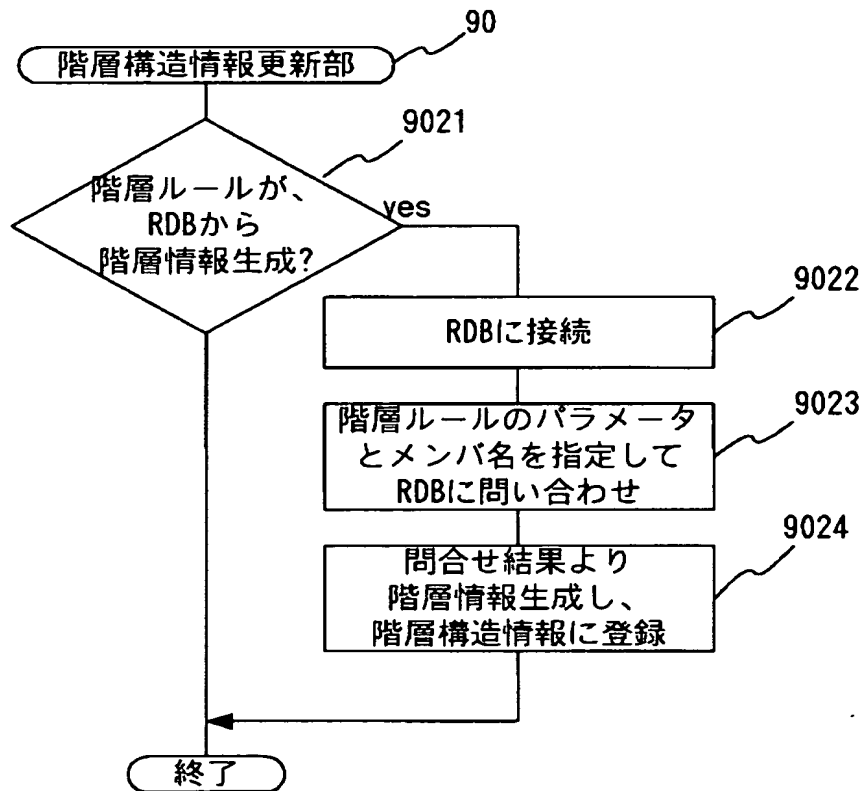 90
階層構造情報更新部
9021
階層ルールが、
RDBから
階層情報生成?
yes
9022
RDBに接続
9023
階層ルールのパラメータ
とメンバ名を指定して
RDBに問い合わせ
9024
問合せ結果より
階層情報生成し、
階層構造情報に登録
終了